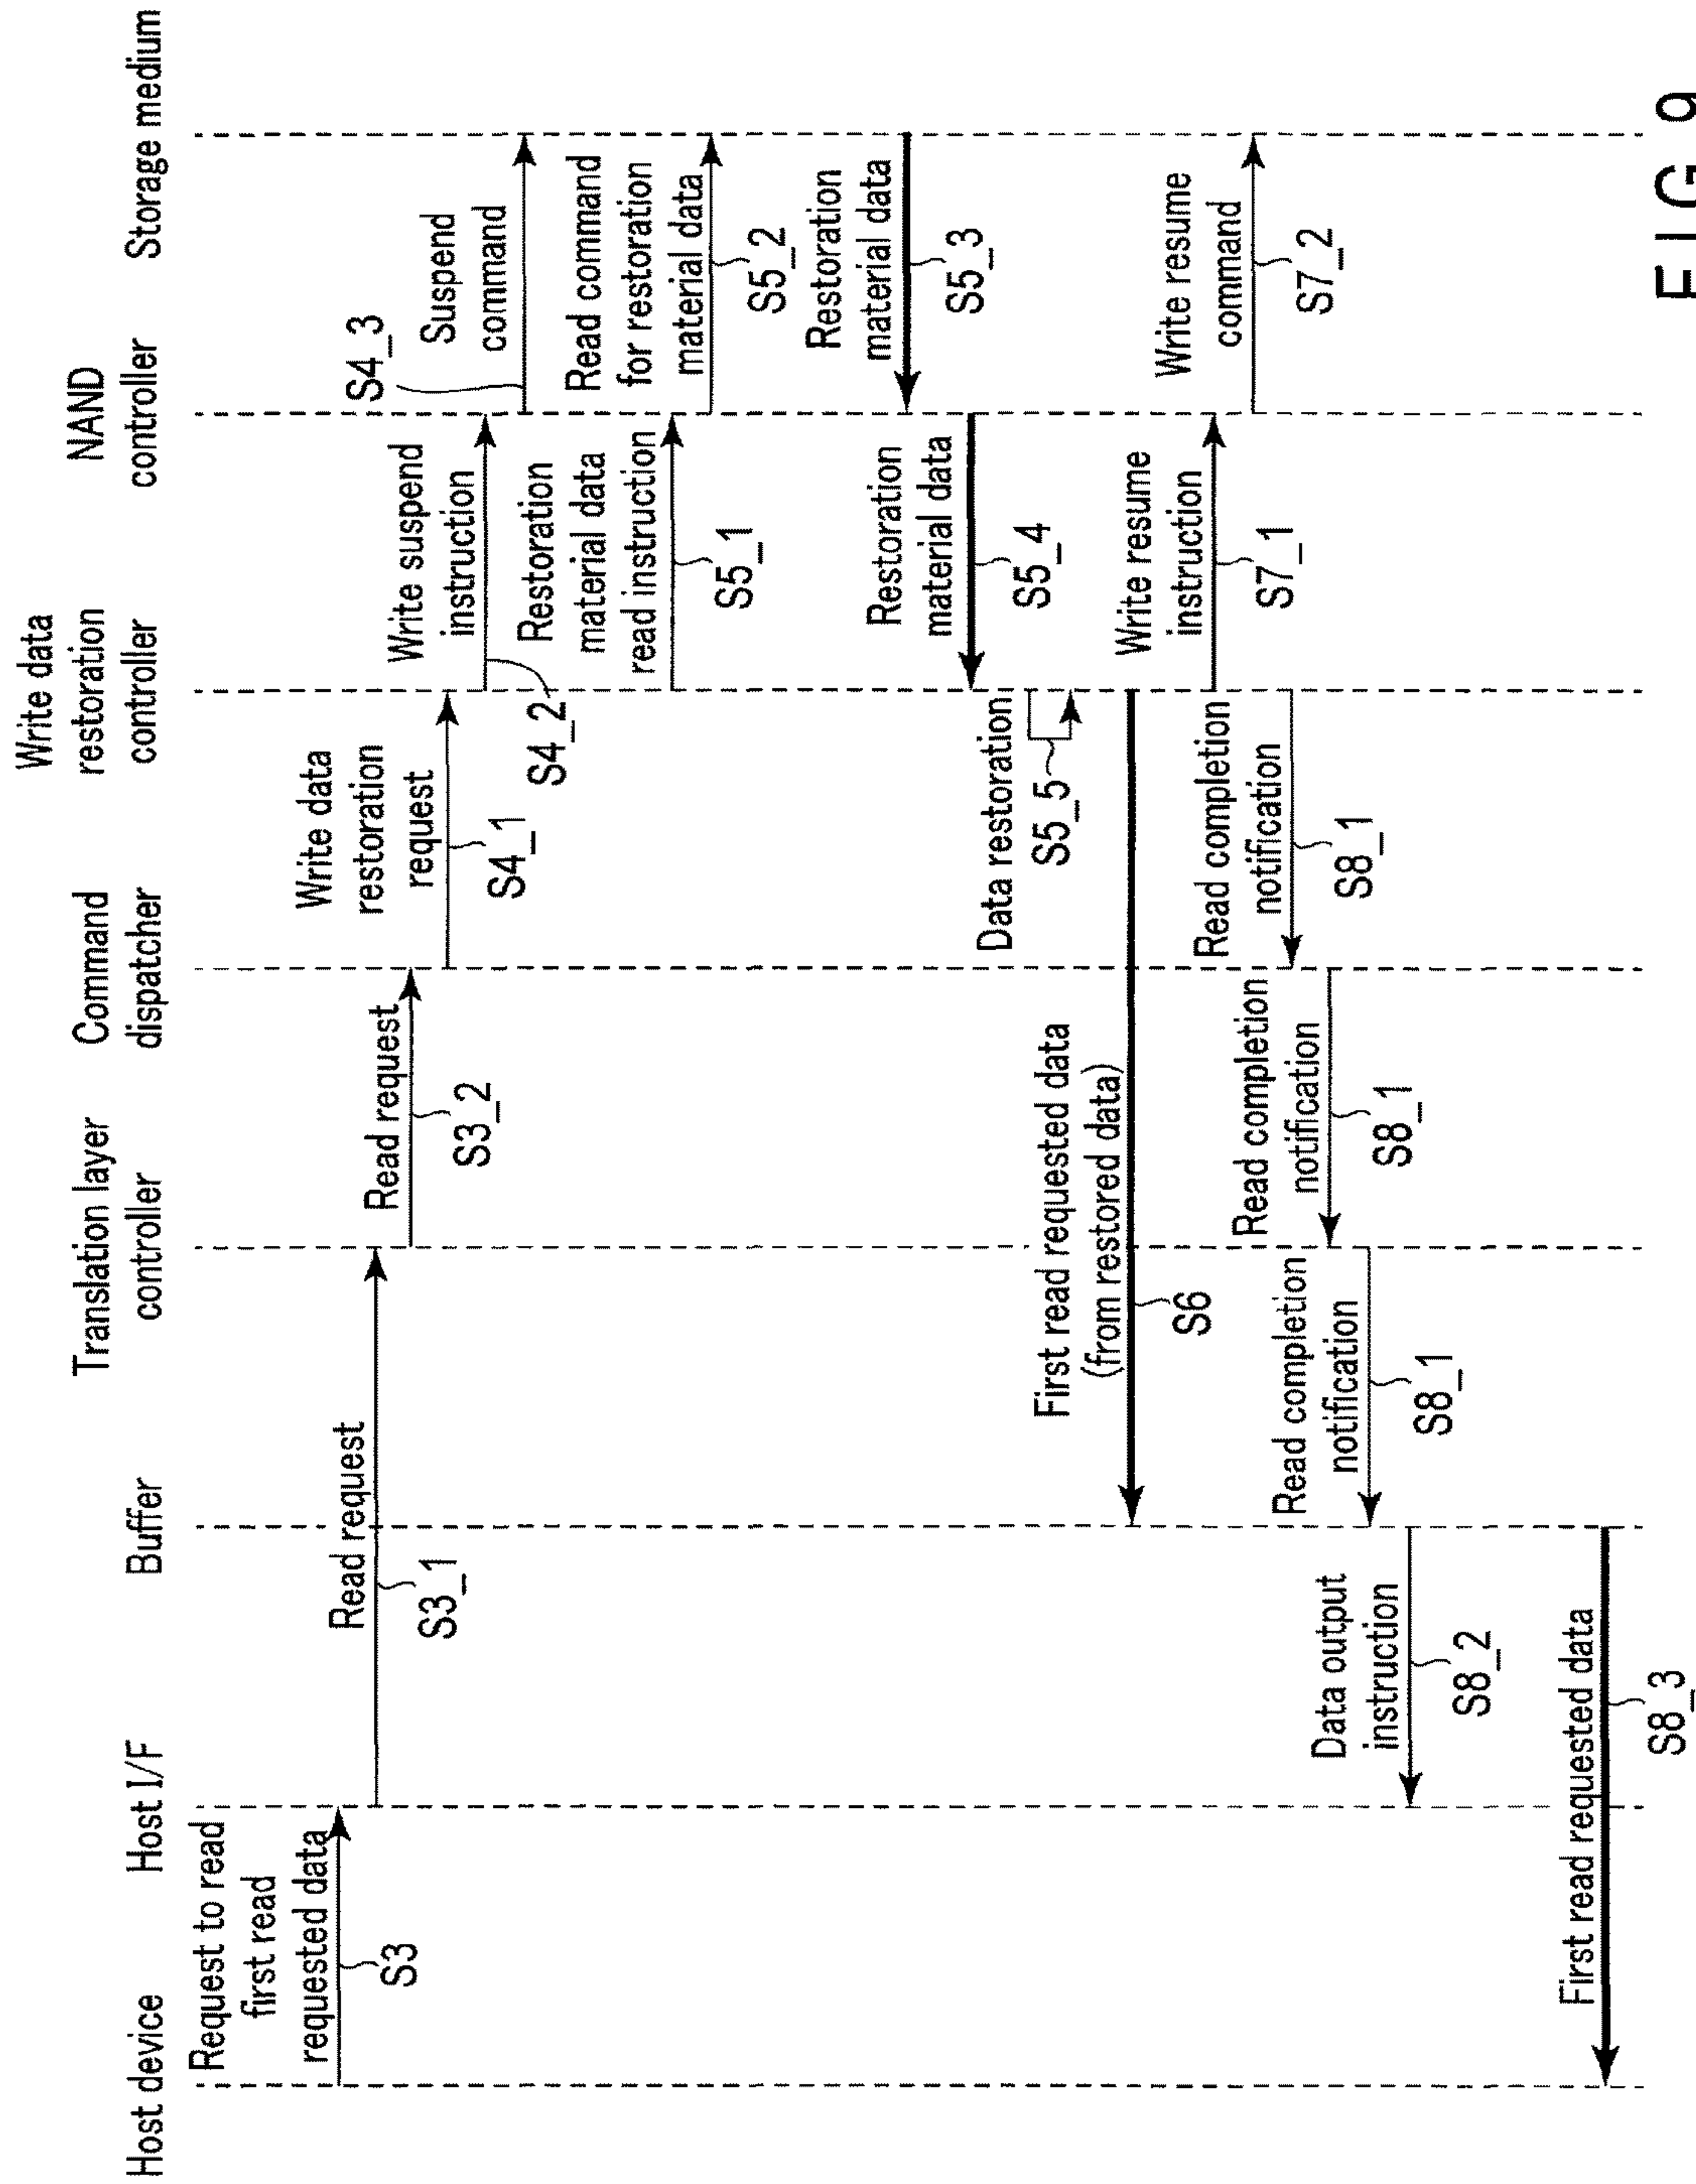 Host device
Host I/F
Buffer
Translation layer
controller
Command
dispatcher
Write data
restoration
controller
NAND
controller
Storage medium
Request to read
first read
requested data
S3
Read request
S3_1
Read request
S3_2
Write data
restoration
request
S4_1
Write suspend
instruction
S4_2
S4_3
Suspend
command
Restoration
material data
read instruction
S5_1
Read command
for restoration
material data
S5_2
Restoration
material data
S5_3
Restoration
material data
S5_4
Data restoration
S5_5
First read requested data
(from restored data)
S6
Write resume
instruction
S7_1
Write resume
command
S7_2
Read completion
notification
S8_1
Read completion
notification
S8_1
Read completion
notification
S8_1
Data output
instruction
S8_2
First read requested data
S8_3
FIG. 9